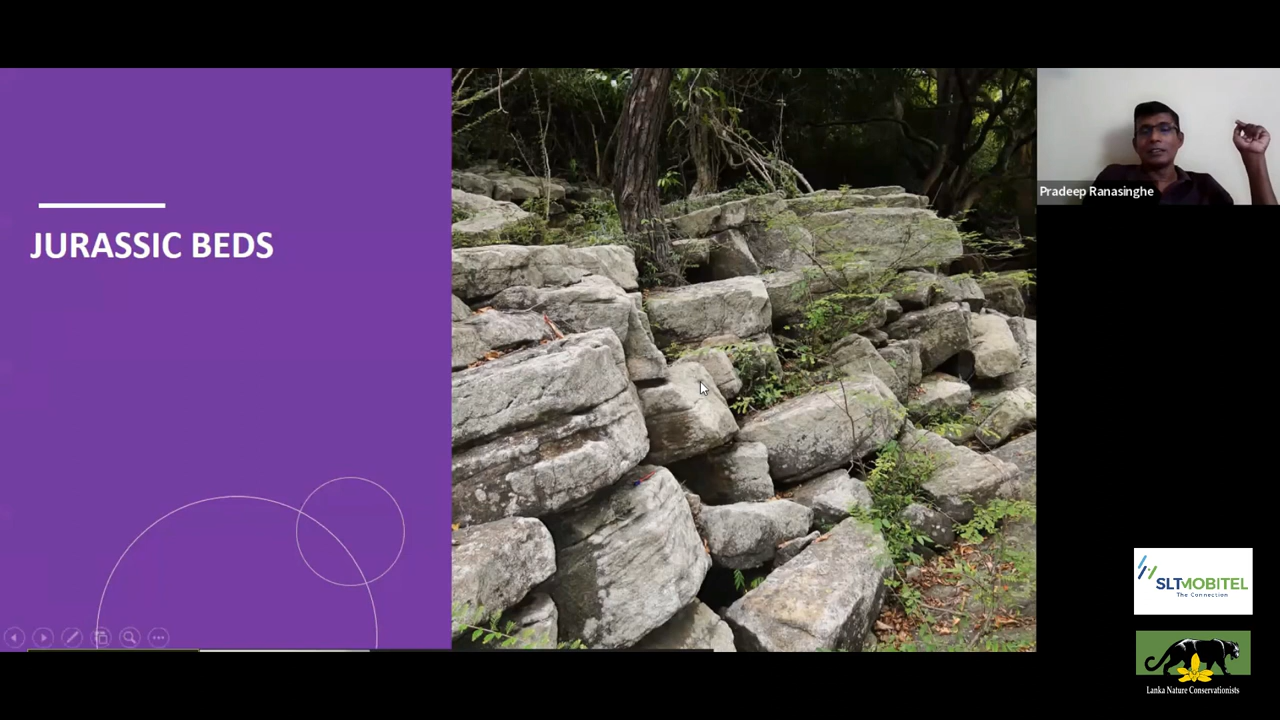 JURASSIC BEDS
Pradeep Ranasinghe
SLTMOBITEL
The Connection
Lanka Nature Conservationists